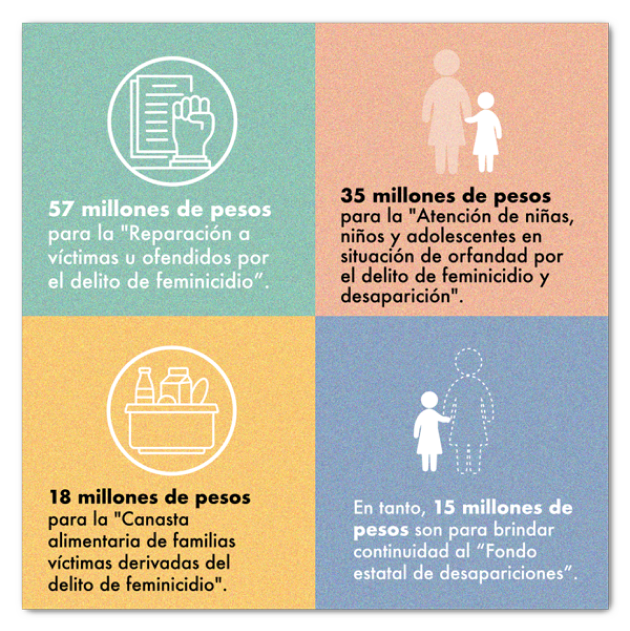 57 millones de pesos
para la "Reparación a
víctimas u ofendidos por
el delito de feminicidio”.
35 millones de pesos
para la "Atención de niñas,
niños y adolescentes en
situación de orfandad por
el delito de feminicidio y
desaparición".
18 millones de pesos
para la "Canasta
alimentaria de familias
víctimas derivadas del
delito de feminicidio".
En tanto, 15 millones de
pesos son para brindar
continuidad al “Fondo
estatal de desapariciones”.